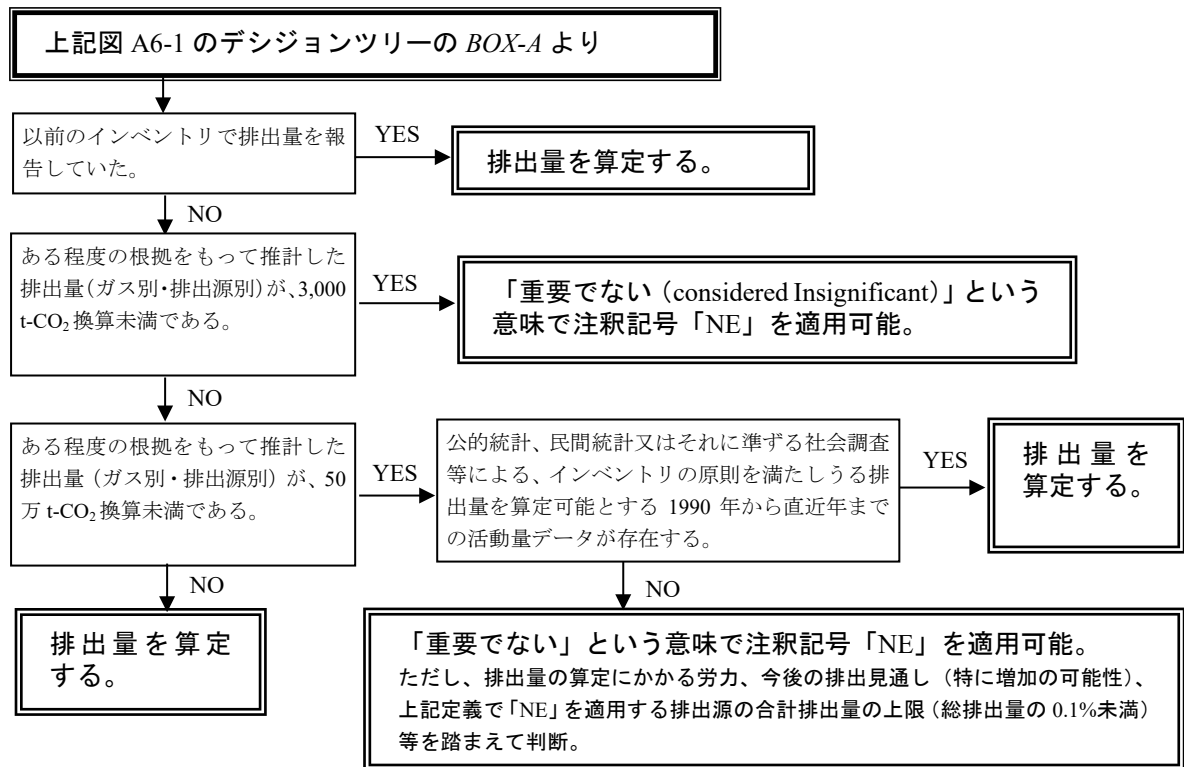 上記図 A6-1 のデシジョンツリーの BOX-A より
以前のインベントリで排出量を報
告していた。
YES
排出量を算定する。
NO
ある程度の根拠をもって推計した
排出量（ガス別・排出源別）が、3,000
t-CO₂換算未満である。
YES
「重要でない（considered Insignificant）」という
意味で注釈記号「NE」を適用可能。
NO
ある程度の根拠をもって推計した
排出量（ガス別・排出源別）が、50
万 t-CO₂換算未満である。
YES
公的統計、民間統計又はそれに準ずる社会調査
等による、インベントリの原則を満たしうる排
出量を算定可能とする 1990 年から直近年まで
の活動量データが存在する。
YES
排出量を
算定する。
NO
排出量を算定
する。
NO
「重要でない」という意味で注釈記号「NE」を適用可能。
ただし、排出量の算定にかかる労力、今後の排出見通し（特に増加の可能性）、
上記定義で「NE」を適用する排出源の合計排出量の上限（総排出量の 0.1%未満）
等を踏まえて判断。